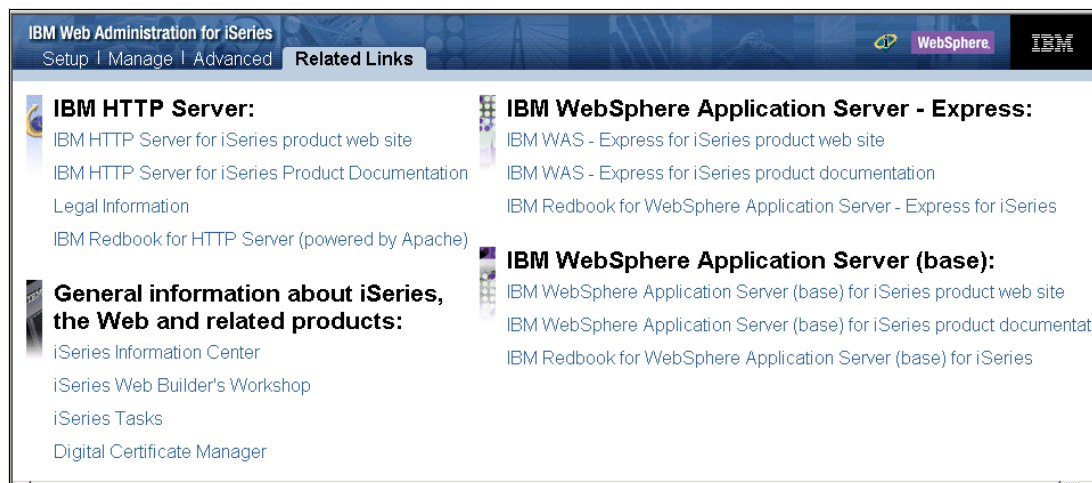 IBM Web Administration for iSeries
Setup | Manage | Advanced Related Links
WebSphere. IBM
IBM HTTP Server:
IBM HTTP Server for iSeries product web site
IBM HTTP Server for iSeries Product Documentation
Legal Information
IBM Redbook for HTTP Server (powered by Apache)
General information about iSeries,
the Web and related products:
iSeries Information Center
iSeries Web Builder's Workshop
iSeries Tasks
Digital Certificate Manager
IBM WebSphere Application Server - Express:
IBM WAS - Express for iSeries product web site
IBM WAS - Express for iSeries product documentation
IBM Redbook for WebSphere Application Server - Express for iSeries
IBM WebSphere Application Server (base):
IBM WebSphere Application Server (base) for iSeries product web site
IBM WebSphere Application Server (base) for iSeries product documentat
IBM Redbook for WebSphere Application Server (base) for iSeries